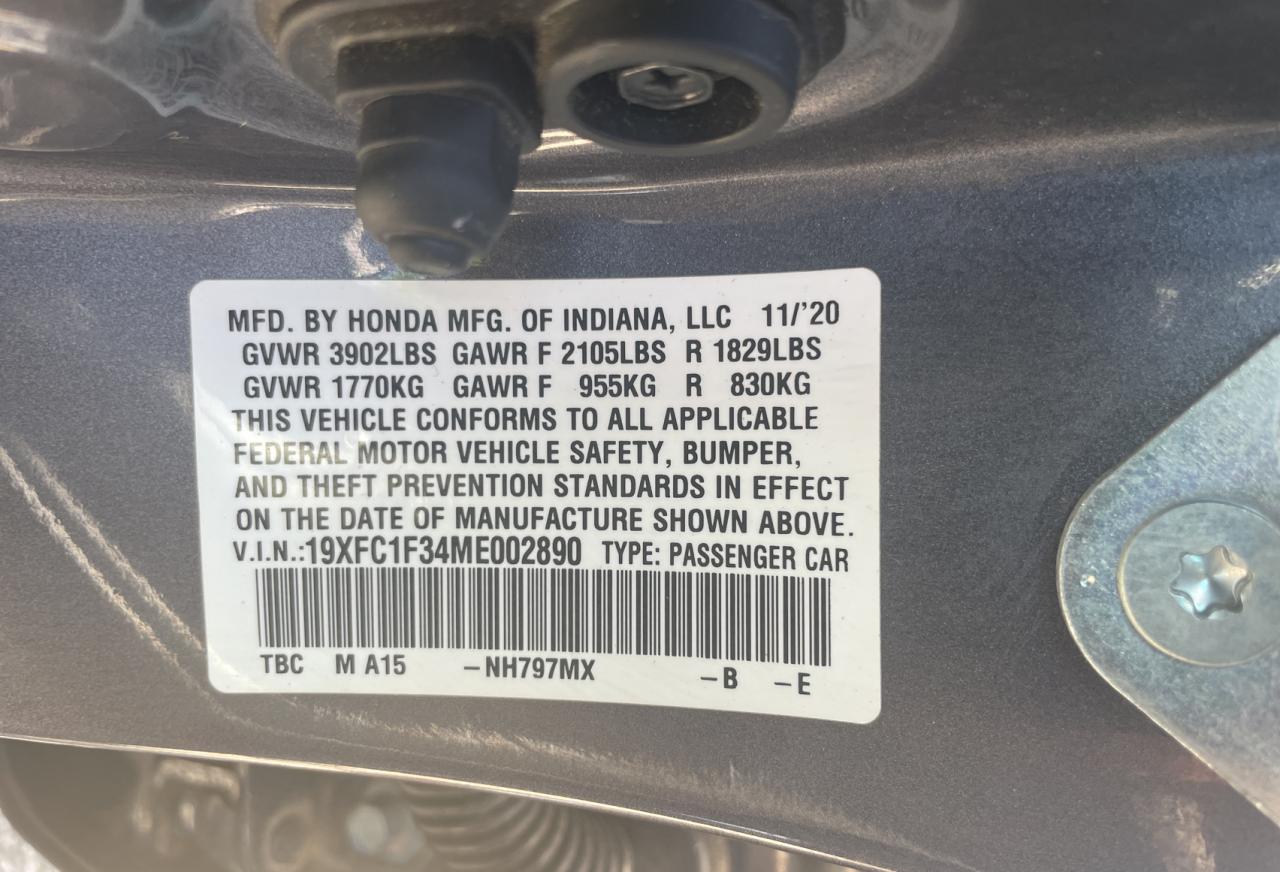 MFD. BY HONDA MFG. OF INDIANA, LLC 11/'20
GVWR 3902LBS GAWR F 2105LBS R 1829LBS
GVWR 1770KG GAWR F 955KG R 830KG
THIS VEHICLE CONFORMS TO ALL APPLICABLE
FEDERAL MOTOR VEHICLE SAFETY, BUMPER,
AND THEFT PREVENTION STANDARDS IN EFFECT
ON THE DATE OF MANUFACTURE SHOWN ABOVE.
V.I.N.:19XFC1F34ME002890 TYPE: PASSENGER CAR
TBC M A15 –NH797MX –B –E